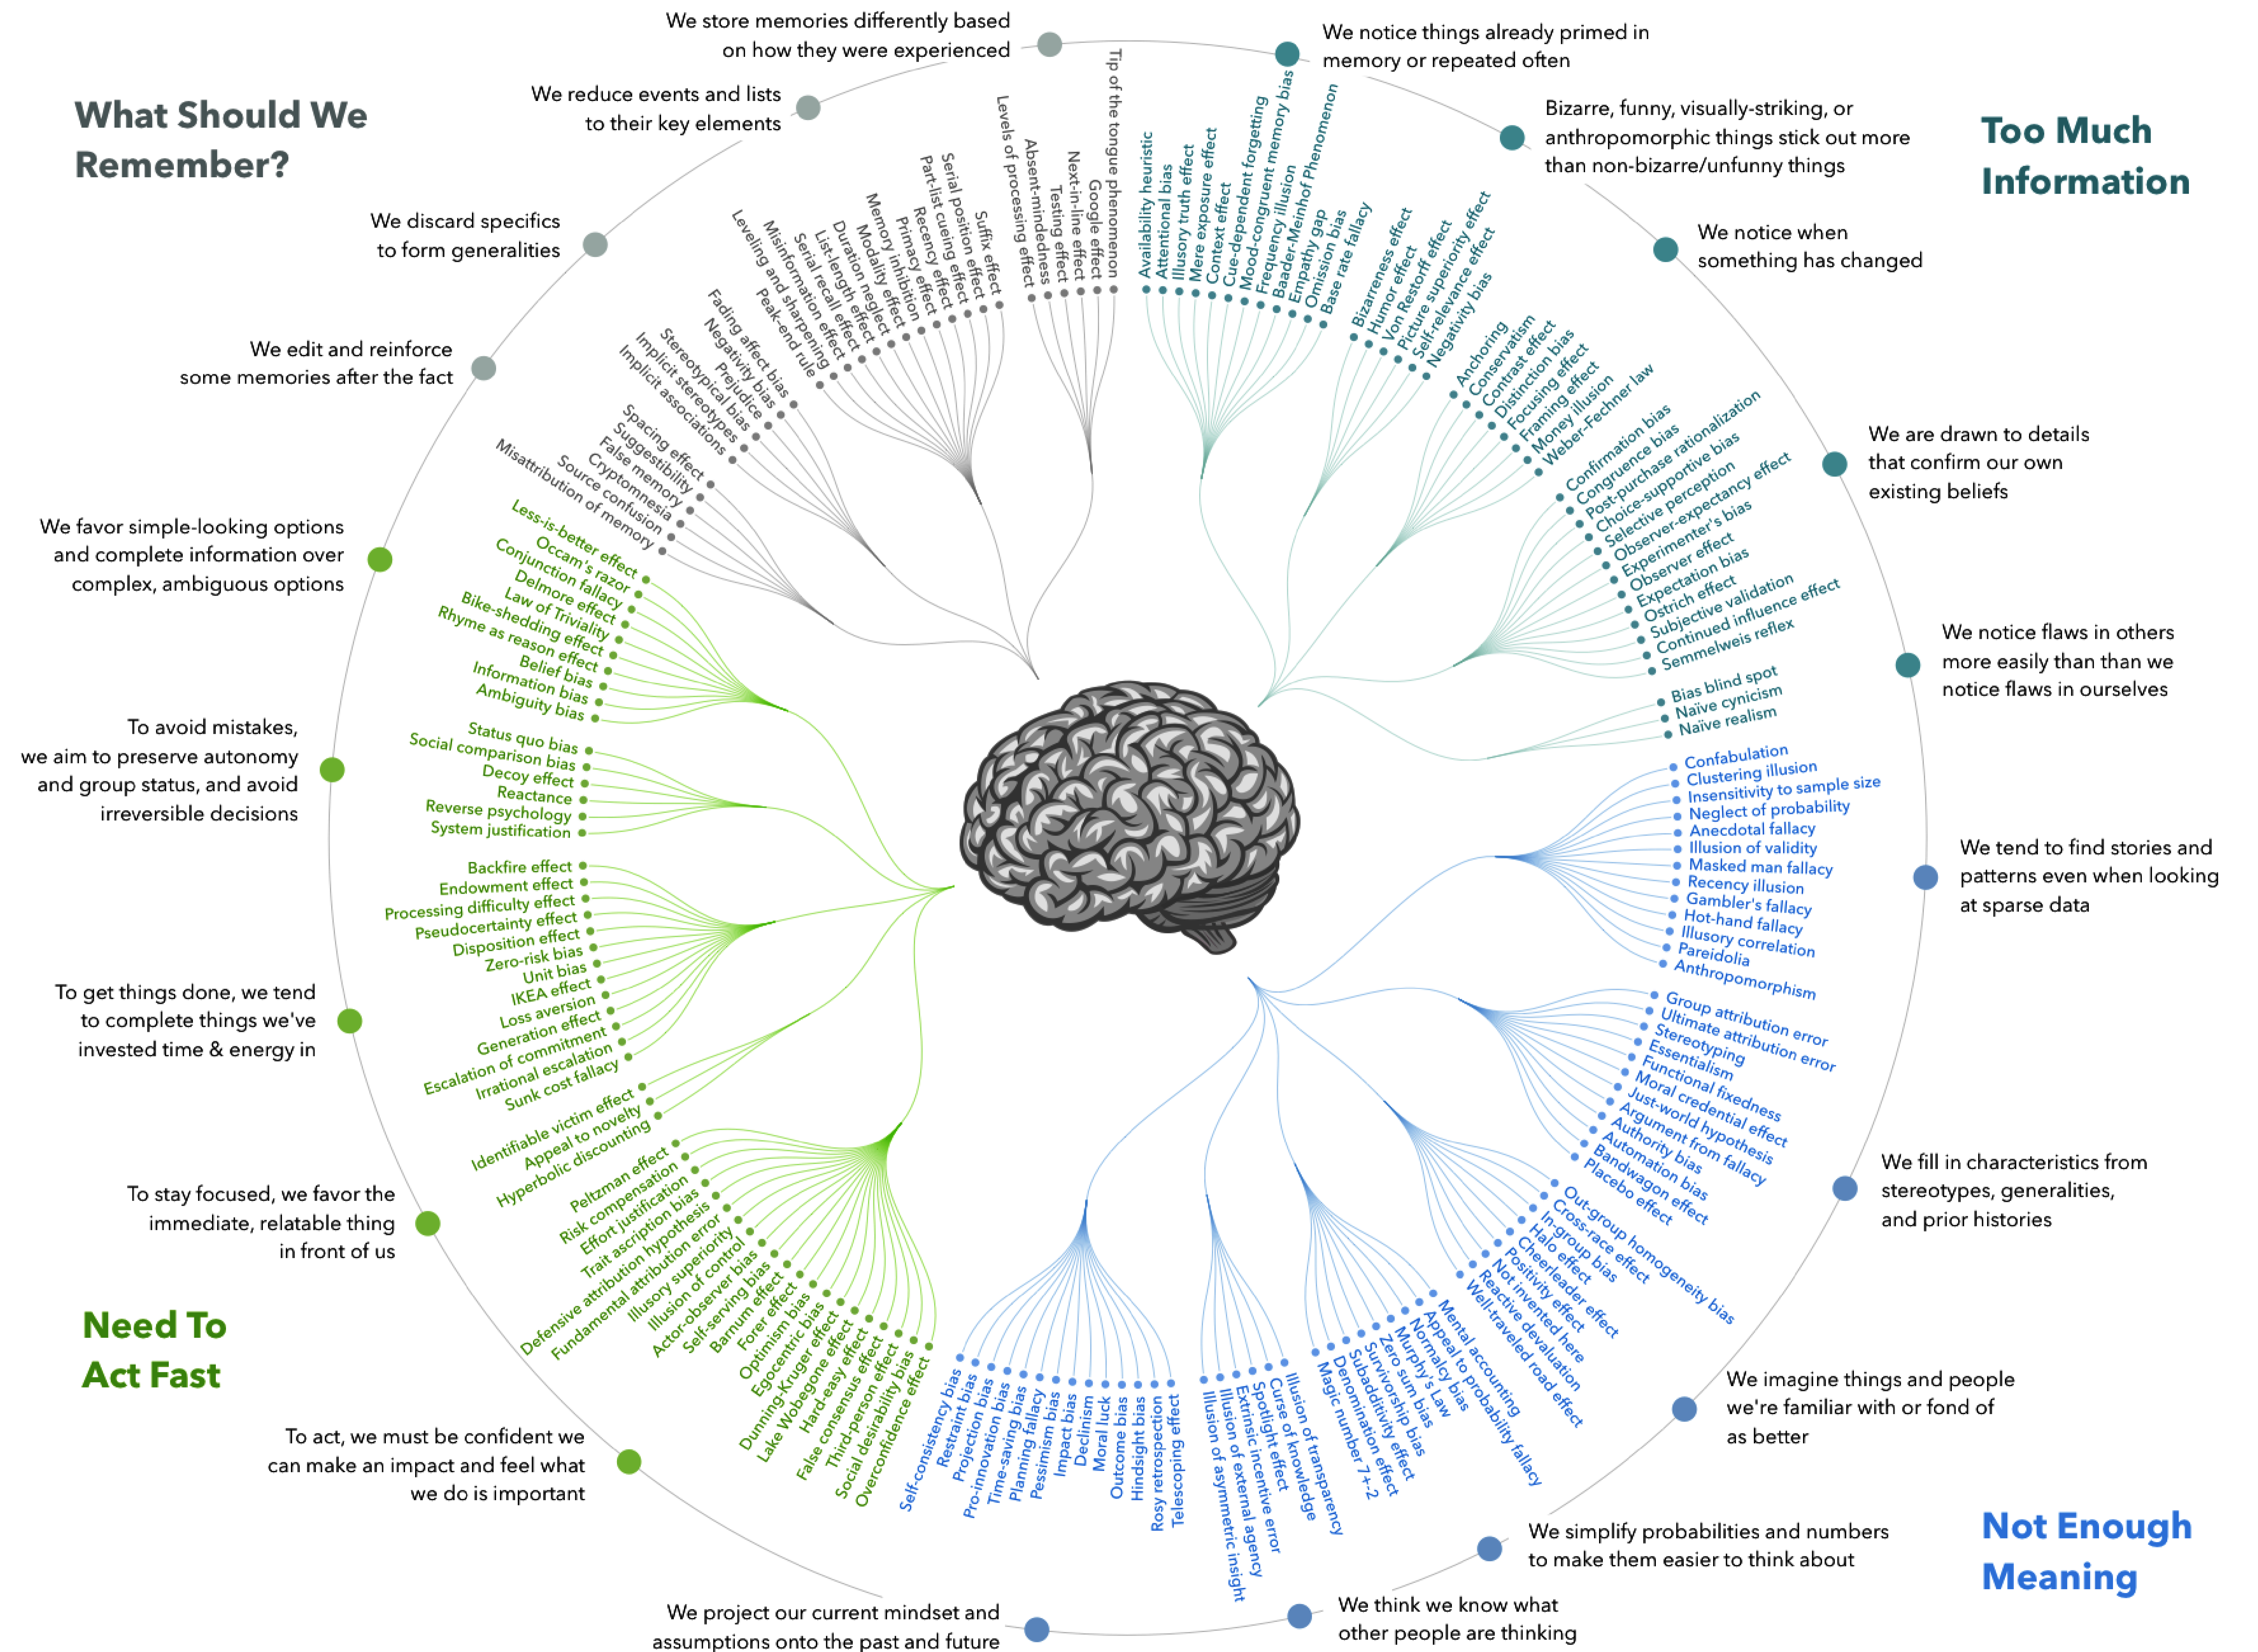 What Should We
Remember?
We store memories differently based
on how they were experienced
We reduce events and lists
to their key elements
We discard specifics
to form generalities
We edit and reinforce
some memories after the fact
Tip of the tongue phenomenon
Google effect
Next-in-line effect
Testing effect
Absent-mindedness
Levels of processing effect
Suffix effect
Serial position effect
Part-list cueing effect
Recency effect
Primacy effect
Memory inhibition
Modality effect
Duration neglect
List-length effect
Serial recall effect
Misinformation effect
Leveling and sharpening
Peak-end rule
Fading affect bias
Negativity bias
Prejudice
Stereotypical bias
Implicit stereotypes
Implicit associations
Spacing effect
Suggestibility
False memory
Cryptomnesia
Source confusion
Misattribution of memory
Too Much
Information
We notice things already primed in
memory or repeated often
Bizarre, funny, visually-striking, or
anthropomorphic things stick out more
than non-bizarre/unfunny things
We notice when
something has changed
We are drawn to details
that confirm our own
existing beliefs
We notice flaws in others
more easily than than we
notice flaws in ourselves
Availability heuristic
Attentional bias
Illusory truth effect
Mere exposure effect
Context effect
Cue-dependent forgetting
Mood-congruent memory bias
Frequency illusion
Baader-Meinhof Phenomenon
Empathy gap
Omission bias
Base rate fallacy
Bizarreness effect
Humor effect
Von Restorff effect
Picture superiority effect
Self-relevance effect
Negativity bias
Anchoring
Conservatism
Contrast effect
Distinction bias
Focusing effect
Framing effect
Money illusion
Weber-Fechner law
Confirmation bias
Congruence bias
Post-purchase rationalization
Choice-supportive bias
Selective perception
Observer-expectancy effect
Experimenter's bias
Observer effect
Expectation bias
Ostrich effect
Subjective validation
Continued influence effect
Semmelweis reflex
Bias blind spot
Naïve cynicism
Naïve realism
Not Enough
Meaning
We tend to find stories and
patterns even when looking
at sparse data
We fill in characteristics from
stereotypes, generalities,
and prior histories
We imagine things and people
we're familiar with or fond of
as better
We simplify probabilities and numbers
to make them easier to think about
We think we know what
other people are thinking
We project our current mindset and
assumptions onto the past and future
Confabulation
Clustering illusion
Insensitivity to sample size
Neglect of probability
Anecdotal fallacy
Illusion of validity
Masked man fallacy
Recency illusion
Gambler's fallacy
Hot-hand fallacy
Illusory correlation
Pareidolia
Anthropomorphism
Group attribution error
Ultimate attribution error
Stereotyping
Essentialism
Functional fixedness
Moral credential effect
Just-world hypothesis
Argument from fallacy
Authority bias
Automation bias
Bandwagon effect
Placebo effect
Out-group homogeneity bias
Cross-race effect
In-group bias
Halo effect
Cheerleader effect
Positivity effect
Not invented here
Reactive devaluation
Well-traveled road effect
Mental accounting
Appeal to probability fallacy
Normalcy bias
Murphy's Law
Zero sum bias
Survivorship bias
Subadditivity effect
Denomination effect
Magic number 7+-2
Illusion of transparency
Curse of knowledge
Spotlight effect
Extrinsic incentive error
Illusion of external agency
Illusion of asymmetric insight
Telescoping effect
Rosy retrospection
Hindsight bias
Outcome bias
Moral luck
Declinism
Impact bias
Pessimism bias
Planning fallacy
Time-saving bias
Pro-innovation bias
Projection bias
Restraint bias
Self-consistency bias
Need To
Act Fast
We favor simple-looking options
and complete information over
complex, ambiguous options
To avoid mistakes,
we aim to preserve autonomy
and group status, and avoid
irreversible decisions
To get things done, we tend
to complete things we've
invested time & energy in
To stay focused, we favor the
immediate, relatable thing
in front of us
To act, we must be confident we
can make an impact and feel what
we do is important
Less-is-better effect
Occam's razor
Conjunction fallacy
Delmore effect
Law of Triviality
Bike-shedding effect
Rhyme as reason effect
Belief bias
Information bias
Ambiguity bias
Status quo bias
Social comparison bias
Decoy effect
Reactance
Reverse psychology
System justification
Backfire effect
Endowment effect
Processing difficulty effect
Pseudocertainty effect
Disposition effect
Zero-risk bias
Unit bias
IKEA effect
Loss aversion
Generation effect
Escalation of commitment
Irrational escalation
Sunk cost fallacy
Identifiable victim effect
Appeal to novelty
Hyperbolic discounting
Peltzman effect
Risk compensation
Effort justification
Trait ascription bias
Defensive attribution hypothesis
Fundamental attribution error
Illusory superiority
Illusion of control
Actor-observer bias
Self-serving bias
Barnum effect
Forer effect
Optimism bias
Egocentric bias
Dunning-Kruger effect
Lake Wobegone effect
Hard-easy effect
False consensus effect
Third-person effect
Social desirability bias
Overconfidence effect